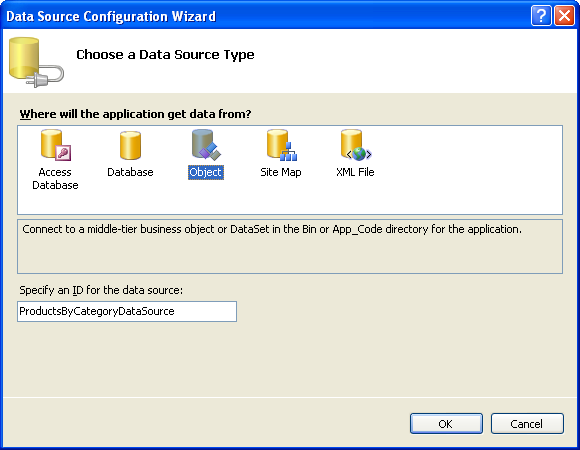 Data Source Configuration Wizard
Choose a Data Source Type
Where will the application get data from?
Access Database
Database
Object
Site Map
XML File
Connect to a middle-tier business object or DataSet in the Bin or App_Code directory for the application.
Specify an ID for the data source:
ProductsByCategoryDataSource
OK
Cancel